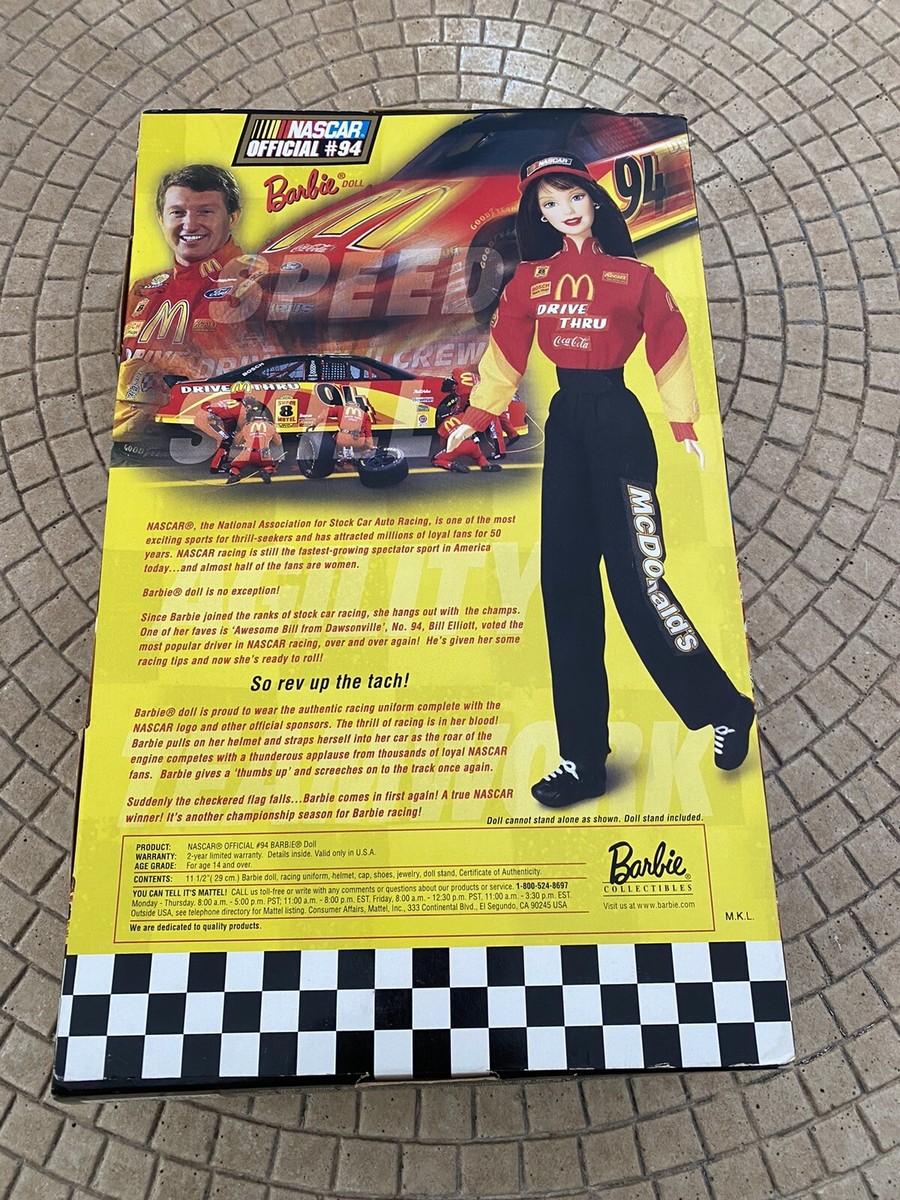 NASCAR®
OFFICIAL #94
Barbie® DOLL
94
GOODYEAR
Coca-Cola
Ford
SPEED
CREW
NASCAR
DRIVE
THRU
Coca-Cola
BOSCH
DRIVE THRU
94
8
GOODYEAR
McDonald's
NASCAR®, the National Association for Stock Car Auto Racing, is one of the most
exciting sports for thrill-seekers and has attracted millions of loyal fans for 50
years. NASCAR racing is still the fastest-growing spectator sport in America
today...and almost half of the fans are women.
AGILITY
Barbie® doll is no exception!
Since Barbie joined the ranks of stock car racing, she hangs out with the champs.
One of her faves is 'Awesome Bill from Dawsonville', No. 94, Bill Elliott, voted the
most popular driver in NASCAR racing, over and over again! He's given her some
racing tips and now she's ready to roll!
So rev up the tach!
Barbie® doll is proud to wear the authentic racing uniform complete with the
NASCAR logo and other official sponsors. The thrill of racing is in her blood!
Barbie pulls on her helmet and straps herself into her car as the roar of the
engine competes with a thunderous applause from thousands of loyal NASCAR
fans. Barbie gives a 'thumbs up' and screeches on to the track once again.
TEAMWORK
Suddenly the checkered flag falls...Barbie comes in first again! A true NASCAR
winner! It's another championship season for Barbie racing!
Doll cannot stand alone as shown. Doll stand included.
PRODUCT: NASCAR® OFFICIAL #94 BARBIE® Doll
WARRANTY: 2-year limited warranty. Details inside. Valid only in U.S.A.
AGE GRADE: For age 14 and over.
CONTENTS: 11 1/2" ( 29 cm.) Barbie doll, racing uniform, helmet, cap, shoes, jewelry, doll stand, Certificate of Authenticity.
YOU CAN TELL IT'S MATTEL! CALL us toll-free or write with any comments or questions about our products or service. 1-800-524-8697
Monday - Thursday. 8:00 a.m. - 5:00 pm. PST; 11:00 a.m. - 8:00 p.m. EST. Friday, 8:00 a.m. - 12:30 p.m. PST, 11:00 a.m. - 3:30 p.m. EST.
Outside USA, see telephone directory for Mattel listing. Consumer Affairs, Mattel, Inc., 333 Continental Blvd., El Segundo, CA 90245 USA
We are dedicated to quality products.
Barbie®
COLLECTIBLES
Visit us at www.barbie.com
M.K.L.